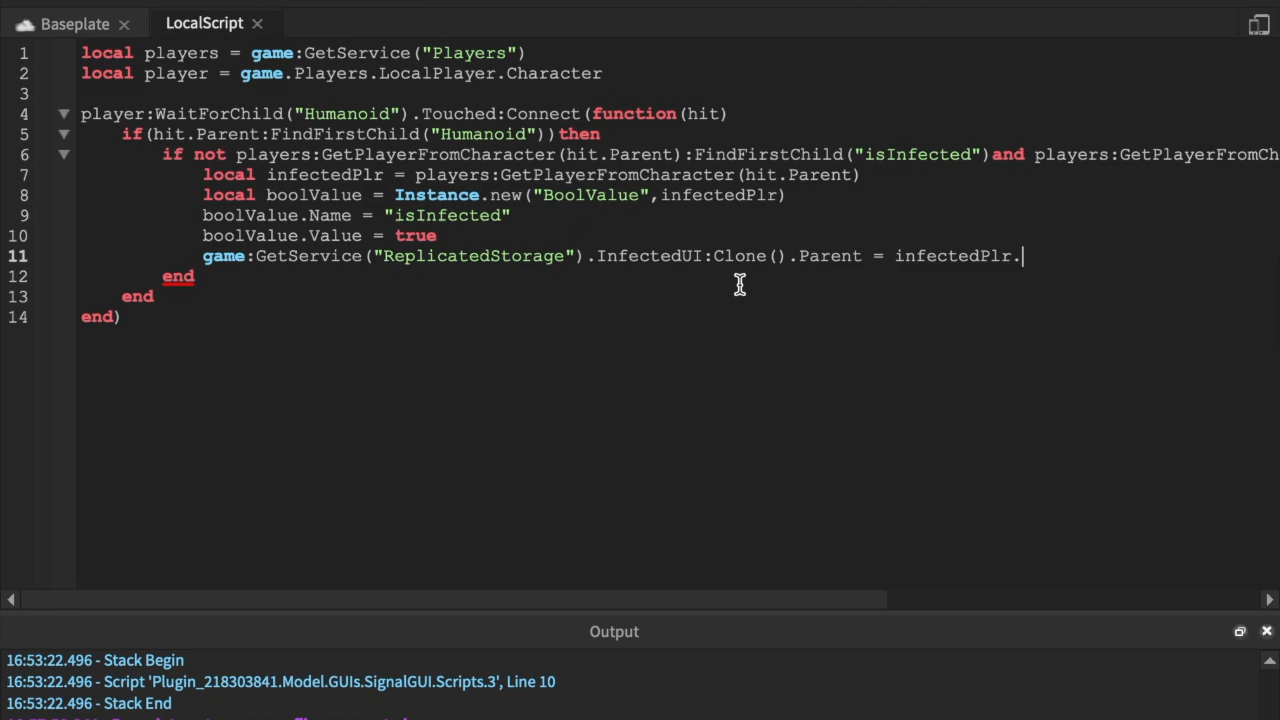 Baseplate
LocalScript
1 local players = game:GetService("Players")
2 local player = game.Players.LocalPlayer.Character
3
4 player:WaitForChild("Humanoid").Touched:Connect(function(hit)
5 if(hit.Parent:FindFirstChild("Humanoid"))then
6 if not players:GetPlayerFromCharacter(hit.Parent):FindFirstChild("isInfected")and players:GetPlayerFromCh
7 local infectedPlr = players:GetPlayerFromCharacter(hit.Parent)
8 local boolValue = Instance.new("BoolValue",infectedPlr)
9 boolValue.Name = "isInfected"
10 boolValue.Value = true
11 game:GetService("ReplicatedStorage").InfectedUI:Clone().Parent = infectedPlr.
12 end
13 end
14 end)
Output
16:53:22.496 - Stack Begin
16:53:22.496 - Script 'Plugin_218303841.Model.GUIs.SignalGUI.Scripts.3', Line 10
16:53:22.496 - Stack End